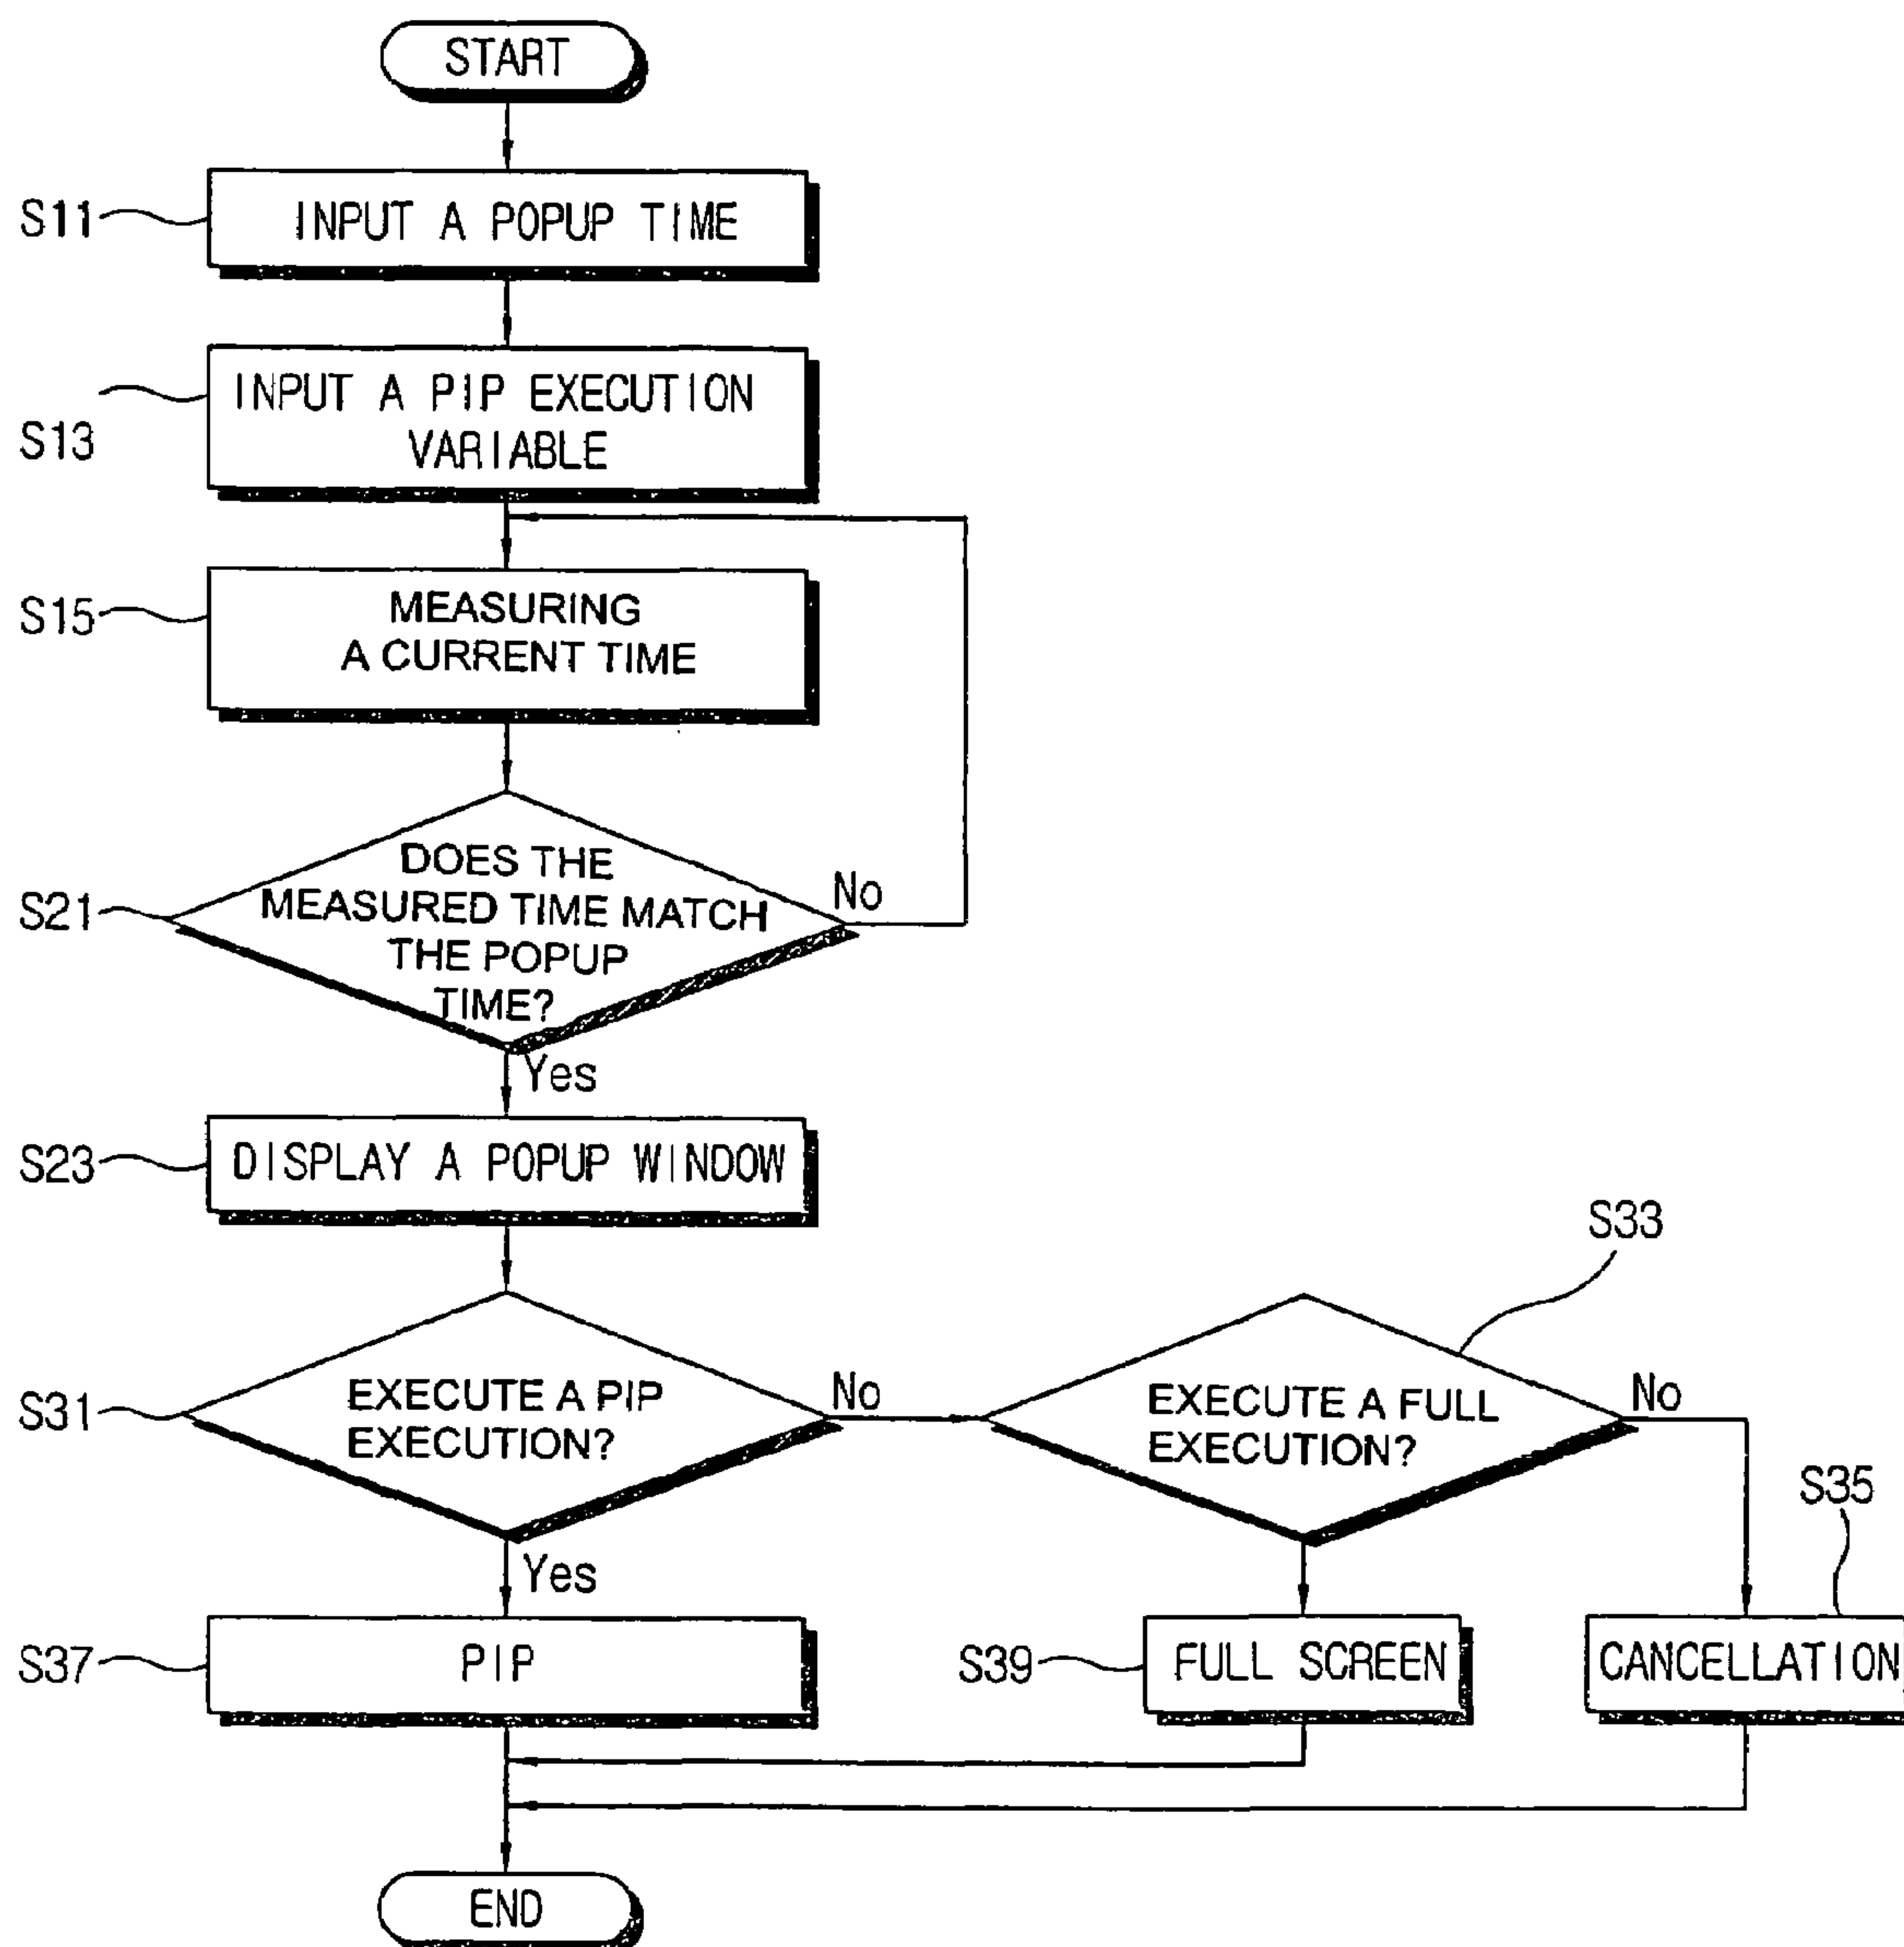 START
S11
INPUT A POPUP TIME
S13
INPUT A PIP EXECUTION
VARIABLE
S15
MEASURING
A CURRENT TIME
S21
DOES THE
MEASURED TIME MATCH
THE POPUP
TIME?
No
Yes
S23
DISPLAY A POPUP WINDOW
S33
S31
EXECUTE A PIP
EXECUTION?
No
EXECUTE A FULL
EXECUTION?
No
S35
Yes
S37
PIP
S39
FULL SCREEN
CANCELLATION
END